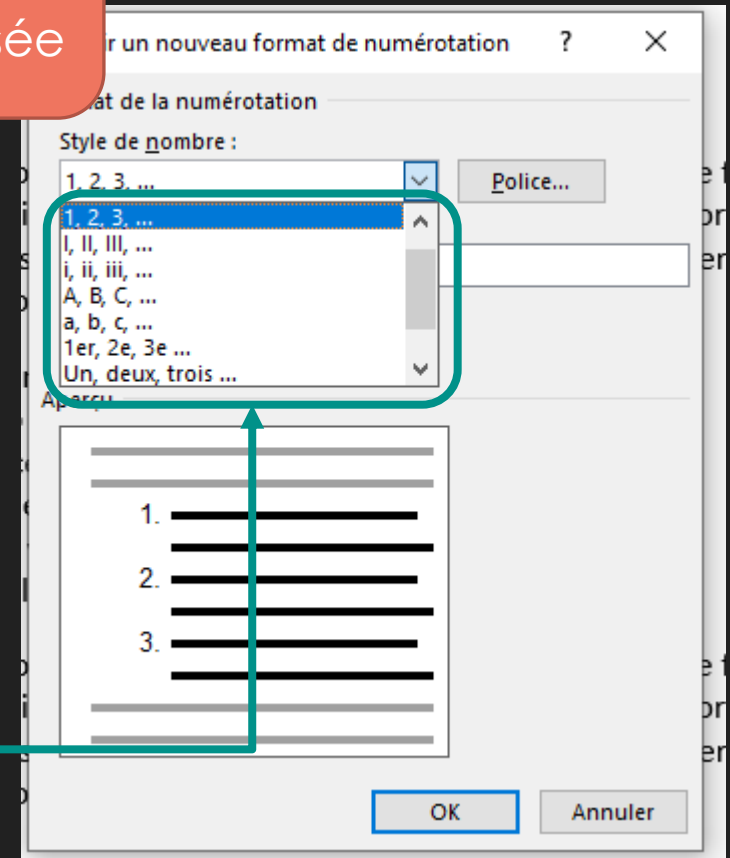 sée
ir un nouveau format de numérotation ? ×
at de la numérotation
Style de nombre :
1, 2, 3, ...
Police...
1, 2, 3, ...
I, II, III, ...
i, ii, iii, ...
A, B, C, ...
a, b, c, ...
1er, 2e, 3e ...
Un, deux, trois ...
Aperçu
1.
2.
3.
OK
Annuler